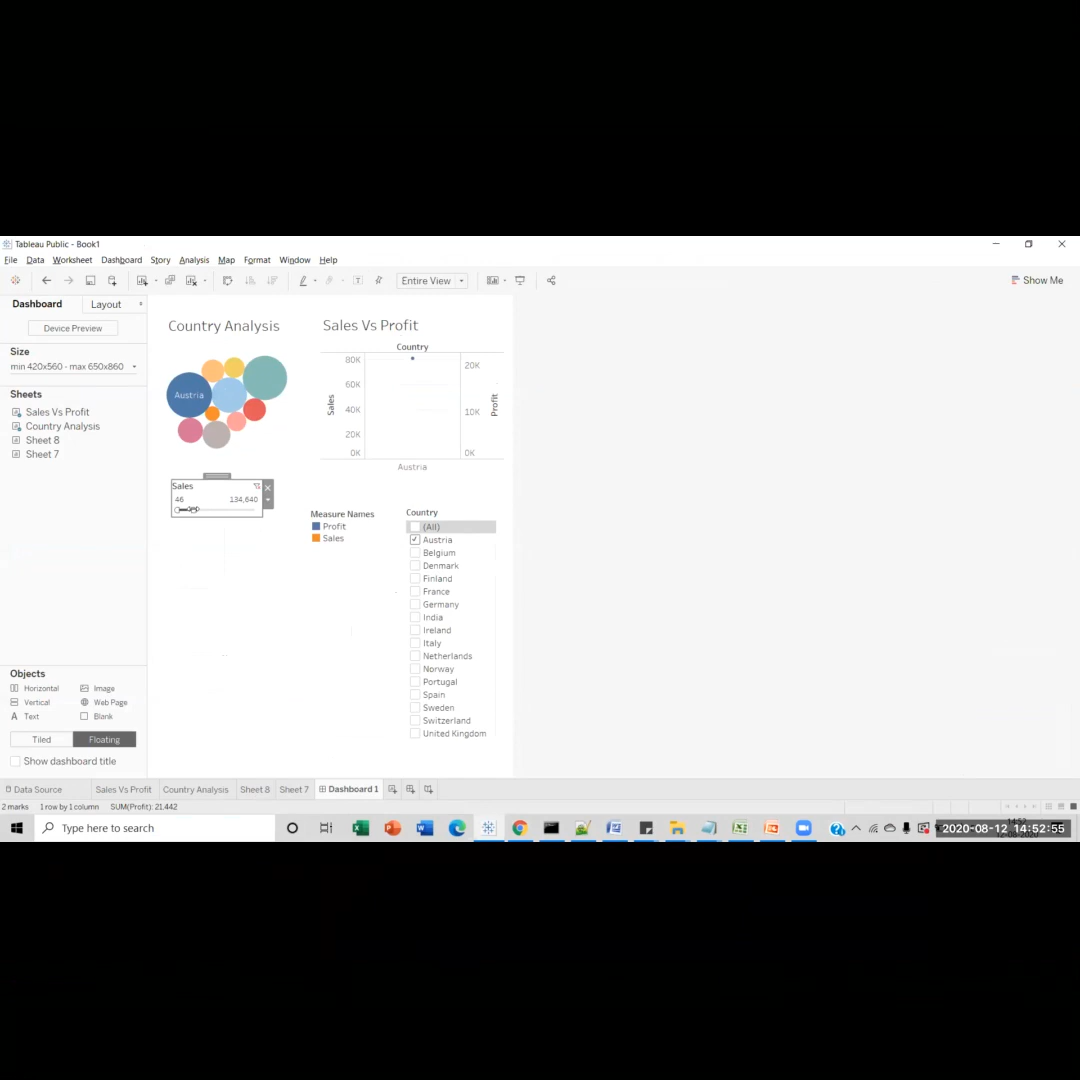 Tableau Public - Book1
File Data Worksheet Dashboard Story Analysis Map Format Window Help
Entire View
Show Me
Dashboard Layout
Device Preview
Size
min 420x560 - max 650x860
Sheets
Sales Vs Profit
Country Analysis
Sheet 8
Sheet 7
Objects
Horizontal Image
Vertical Web Page
A Text Blank
Tiled Floating
Show dashboard title
Country Analysis
Austria
Sales
46 134,640
Sales Vs Profit
Country
80K
60K
40K
20K
0K
Sales
20K
10K
0K
Profit
Austria
Measure Names
Profit
Sales
Country
(All)
Austria
Belgium
Denmark
Finland
France
Germany
India
Ireland
Italy
Netherlands
Norway
Portugal
Spain
Sweden
Switzerland
United Kingdom
Data Source Sales Vs Profit Country Analysis Sheet 8 Sheet 7 Dashboard 1
2 marks 1 row by 1 column SUM(Profit): 21,442
Type here to search
2020-08-12 14:52:55